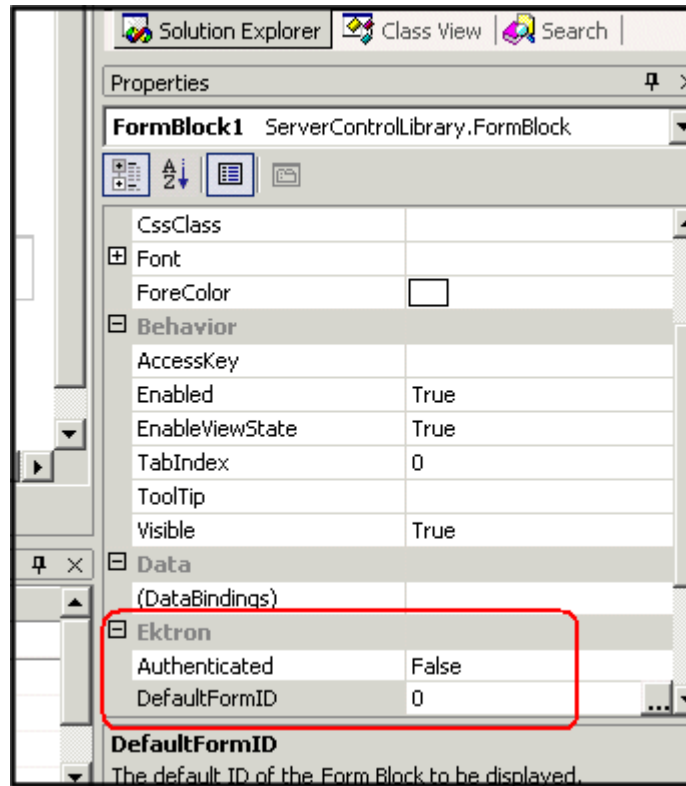 Solution Explorer Class View Search
Properties
FormBlock1 ServerControlLibrary.FormBlock
CssClass
Font
ForeColor
Behavior
AccessKey
Enabled True
EnableViewState True
TabIndex 0
ToolTip
Visible True
Data
(DataBindings)
Ektron
Authenticated False
DefaultFormID 0 ...
DefaultFormID
The default ID of the Form Block to be displayed.